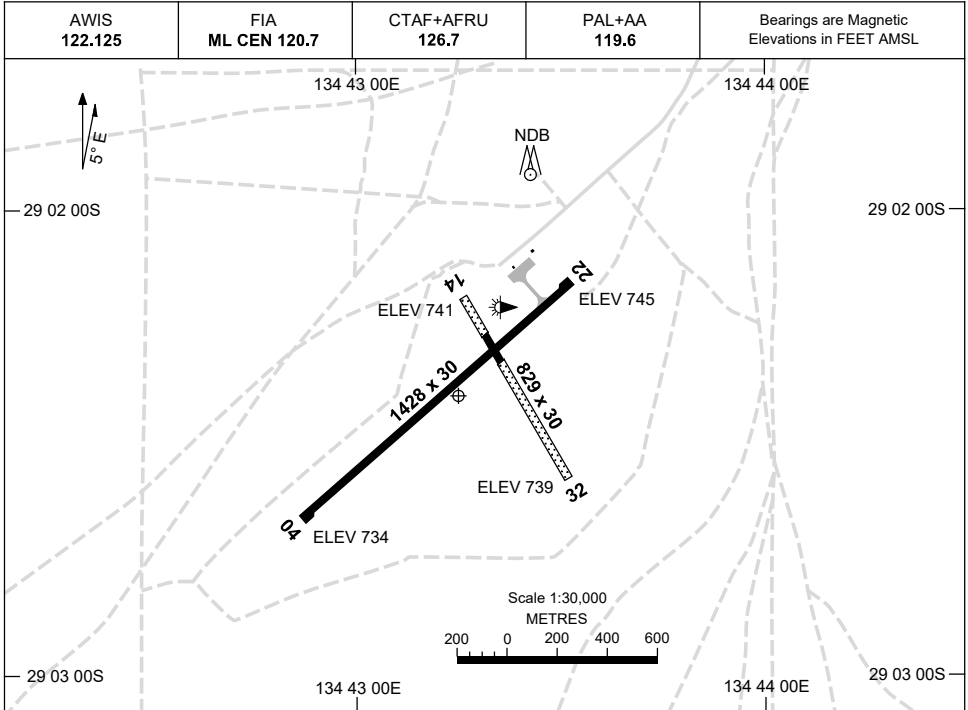 AWIS
122.125
FIA
ML CEN 120.7
CTAF+AFRU
126.7
PAL+AA
119.6
Bearings are Magnetic
Elevations in FEET AMSL
134 43 00E
134 44 00E
5° E
NDB
29 02 00S
29 02 00S
14
22
ELEV 741
ELEV 745
1428 x 30
829 x 30
ELEV 739
32
04
ELEV 734
Scale 1:30,000
METRES
200 0 200 400 600
29 03 00S
29 03 00S
134 43 00E
134 44 00E